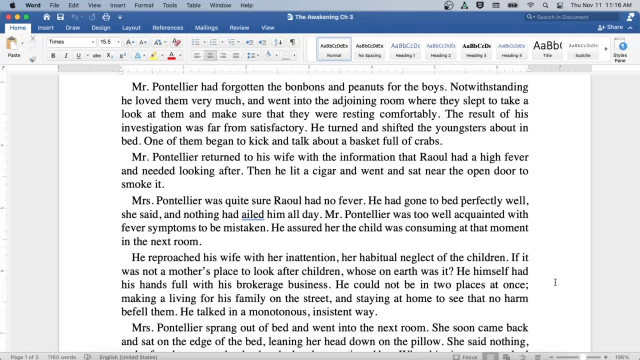 Word File Edit View Insert Format Tools Table Window Help
Thu Nov 11 11:16 AM
The Awakening Ch 3
Search in Document
Home Insert Draw Design Layout References Mailings Review View
Share
Paste
Times 15.5
Styles
AaBbCcDdEe AaBbCcDdEe AaBbCcDc AaBbCcDdEe AaBbCcDdEe AaBbCcDdEe AaBb( AaBbCcDdEe
Normal No Spacing Heading 1 Heading 2 Heading 3 Heading 4 Title Subtitle
Mr. Pontellier had forgotten the bonbons and peanuts for the boys. Notwithstanding
he loved them very much, and went into the adjoining room where they slept to take a
look at them and make sure that they were resting comfortably. The result of his
investigation was far from satisfactory. He turned and shifted the youngsters about in
bed. One of them began to kick and talk about a basket full of crabs.
Mr. Pontellier returned to his wife with the information that Raoul had a high fever
and needed looking after. Then he lit a cigar and went and sat near the open door to
smoke it.
Mrs. Pontellier was quite sure Raoul had no fever. He had gone to bed perfectly well,
she said, and nothing had ailed him all day. Mr. Pontellier was too well acquainted with
fever symptoms to be mistaken. He assured her the child was consuming at that moment
in the next room.
He reproached his wife with her inattention, her habitual neglect of the children. If it
was not a mother's place to look after children, whose on earth was it? He himself had
his hands full with his brokerage business. He could not be in two places at once;
making a living for his family on the street, and staying at home to see that no harm
befell them. He talked in a monotonous, insistent way.
Mrs. Pontellier sprang out of bed and went into the next room. She soon came back
and sat on the edge of the bed, leaning her head down on the pillow. She said nothing,
Page 1 of 3 1160 words English (United States)